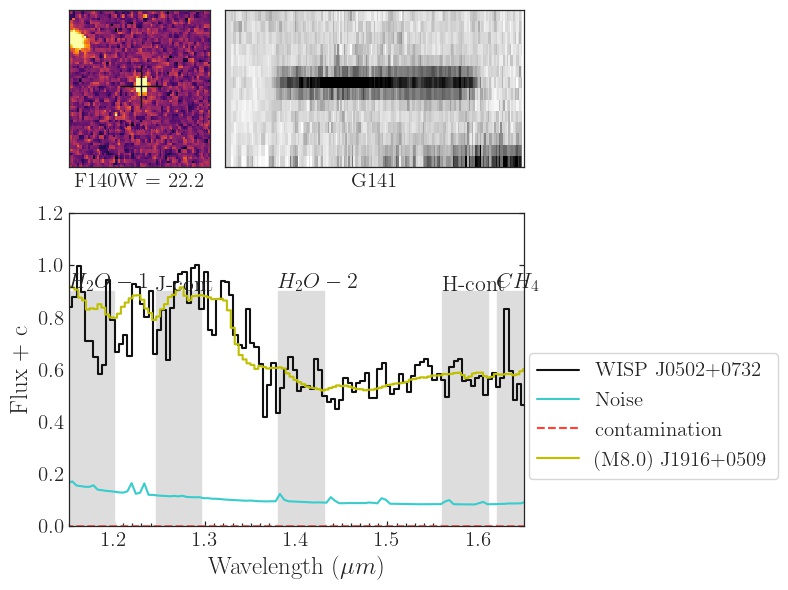 F140W = 22.2
G141
1.2
1.0
0.8
0.6
0.4
0.2
0.0
Flux + c
H₂O − 1
J-cont
H₂O − 2
H-cont
CH₄
WISP J0502+0732
Noise
contamination
(M8.0) J1916+0509
1.2
1.3
1.4
1.5
1.6
Wavelength (μm)